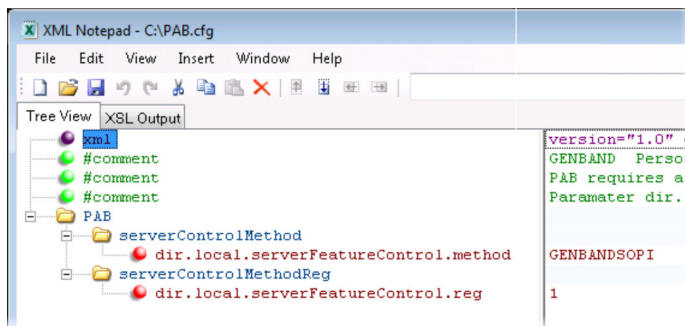 XML Notepad - C:\PAB.cfg
File Edit View Insert Window Help
Tree View XSL Output
xml version="1.0"
#comment GENBAND Perso
#comment PAB requires a
#comment Paramater dir.
PAB
serverControlMethod
dir.local.serverFeatureControl.method GENBANDSOPI
serverControlMethodReg
dir.local.serverFeatureControl.reg 1